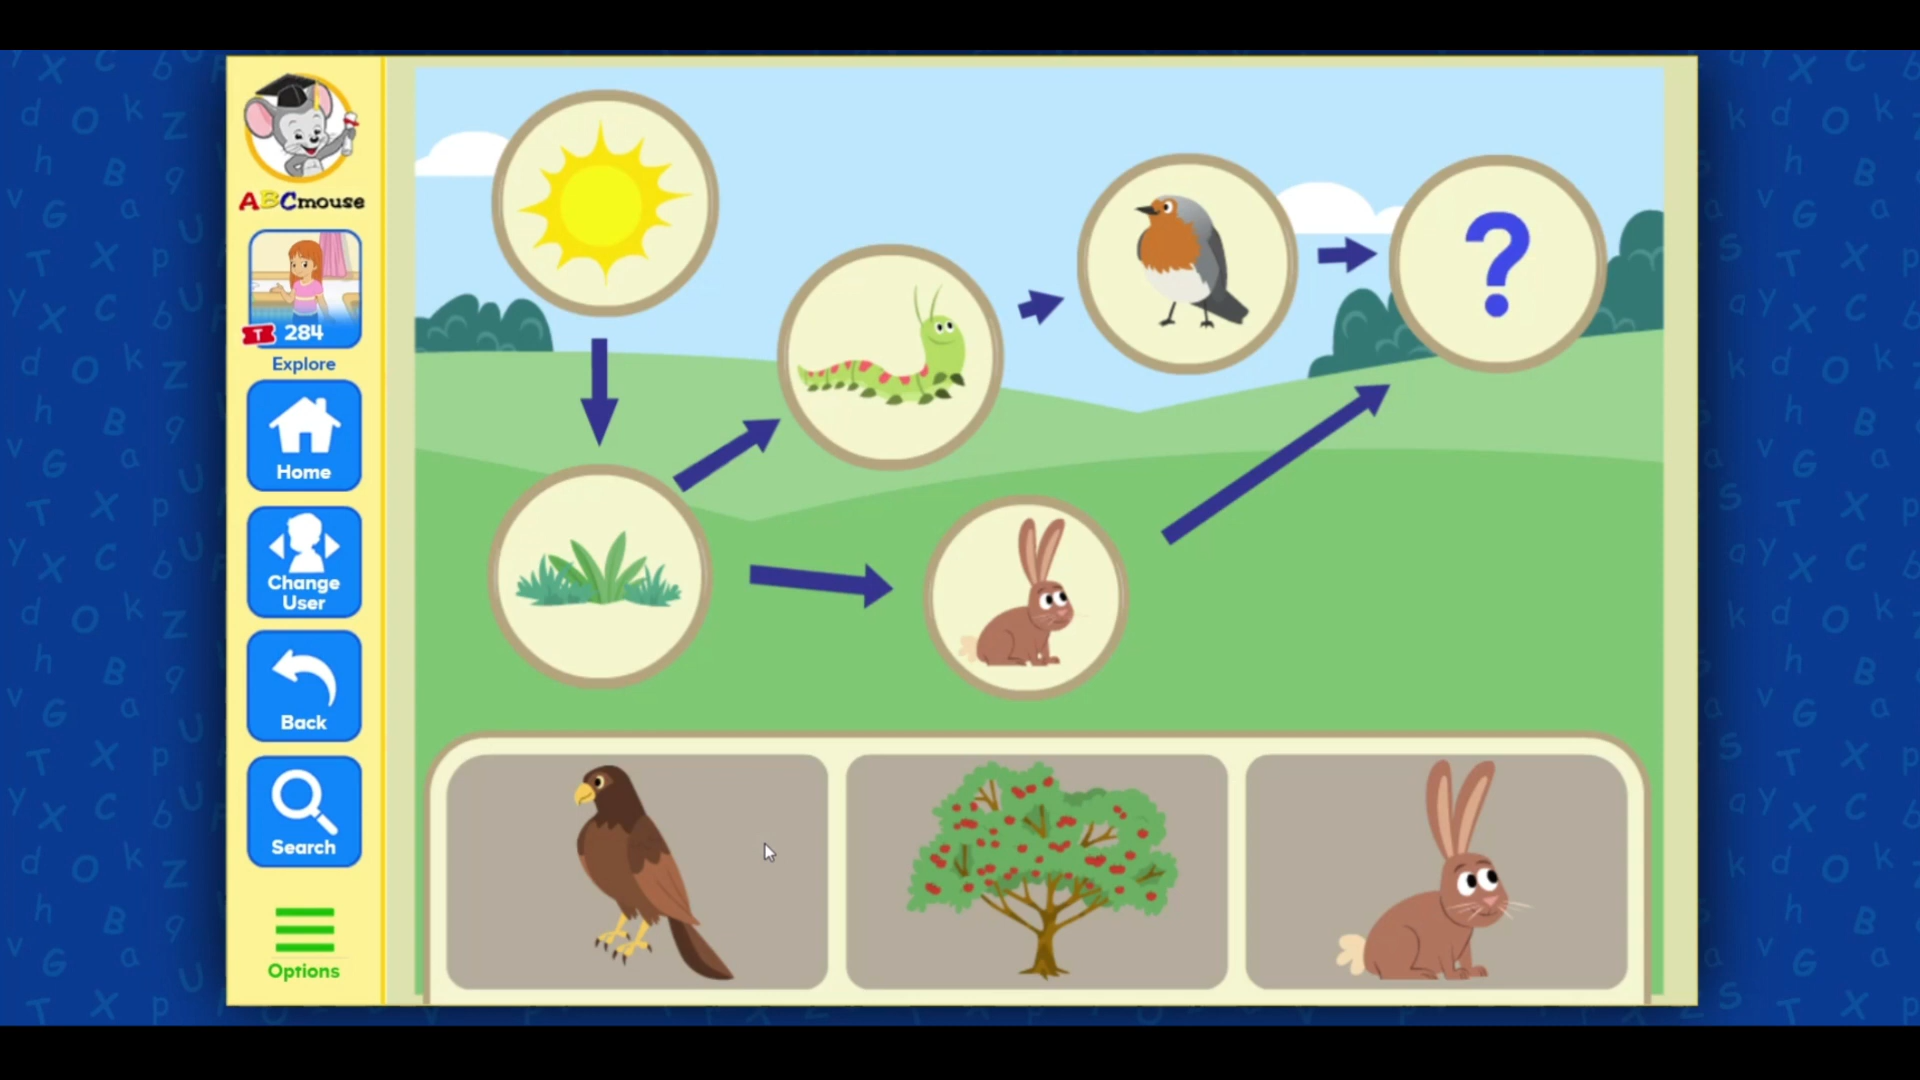 ABCmouse
T 284
Explore
Home
Change
User
Back
Search
Options
?